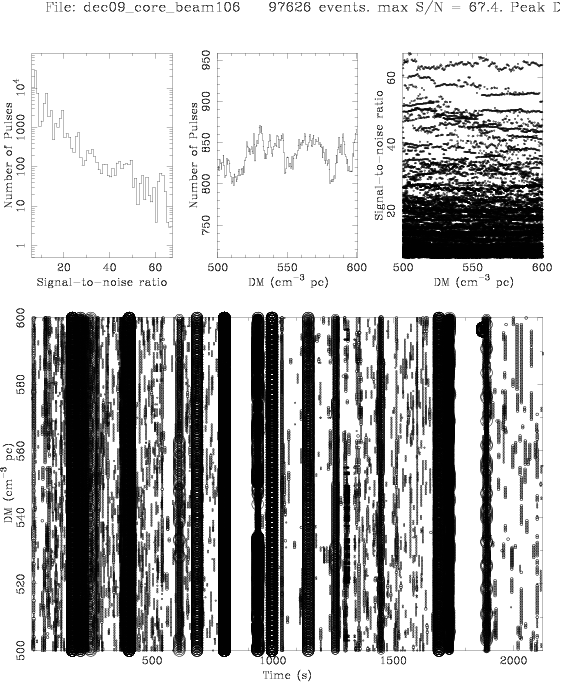 File: dec09_core_beam106 97626 events. max S/N = 67.4. Peak D
Number of Pulses
10⁴
1000
100
10
1
20 40 60
Signal−to−noise ratio
Number of Pulses
950
900
850
800
750
500 550 600
DM (cm⁻³ pc)
Signal−to−noise ratio
60
40
20
500 550 600
DM (cm⁻³ pc)
DM (cm⁻³ pc)
600
580
560
540
520
500
500 1000 1500 2000
Time (s)